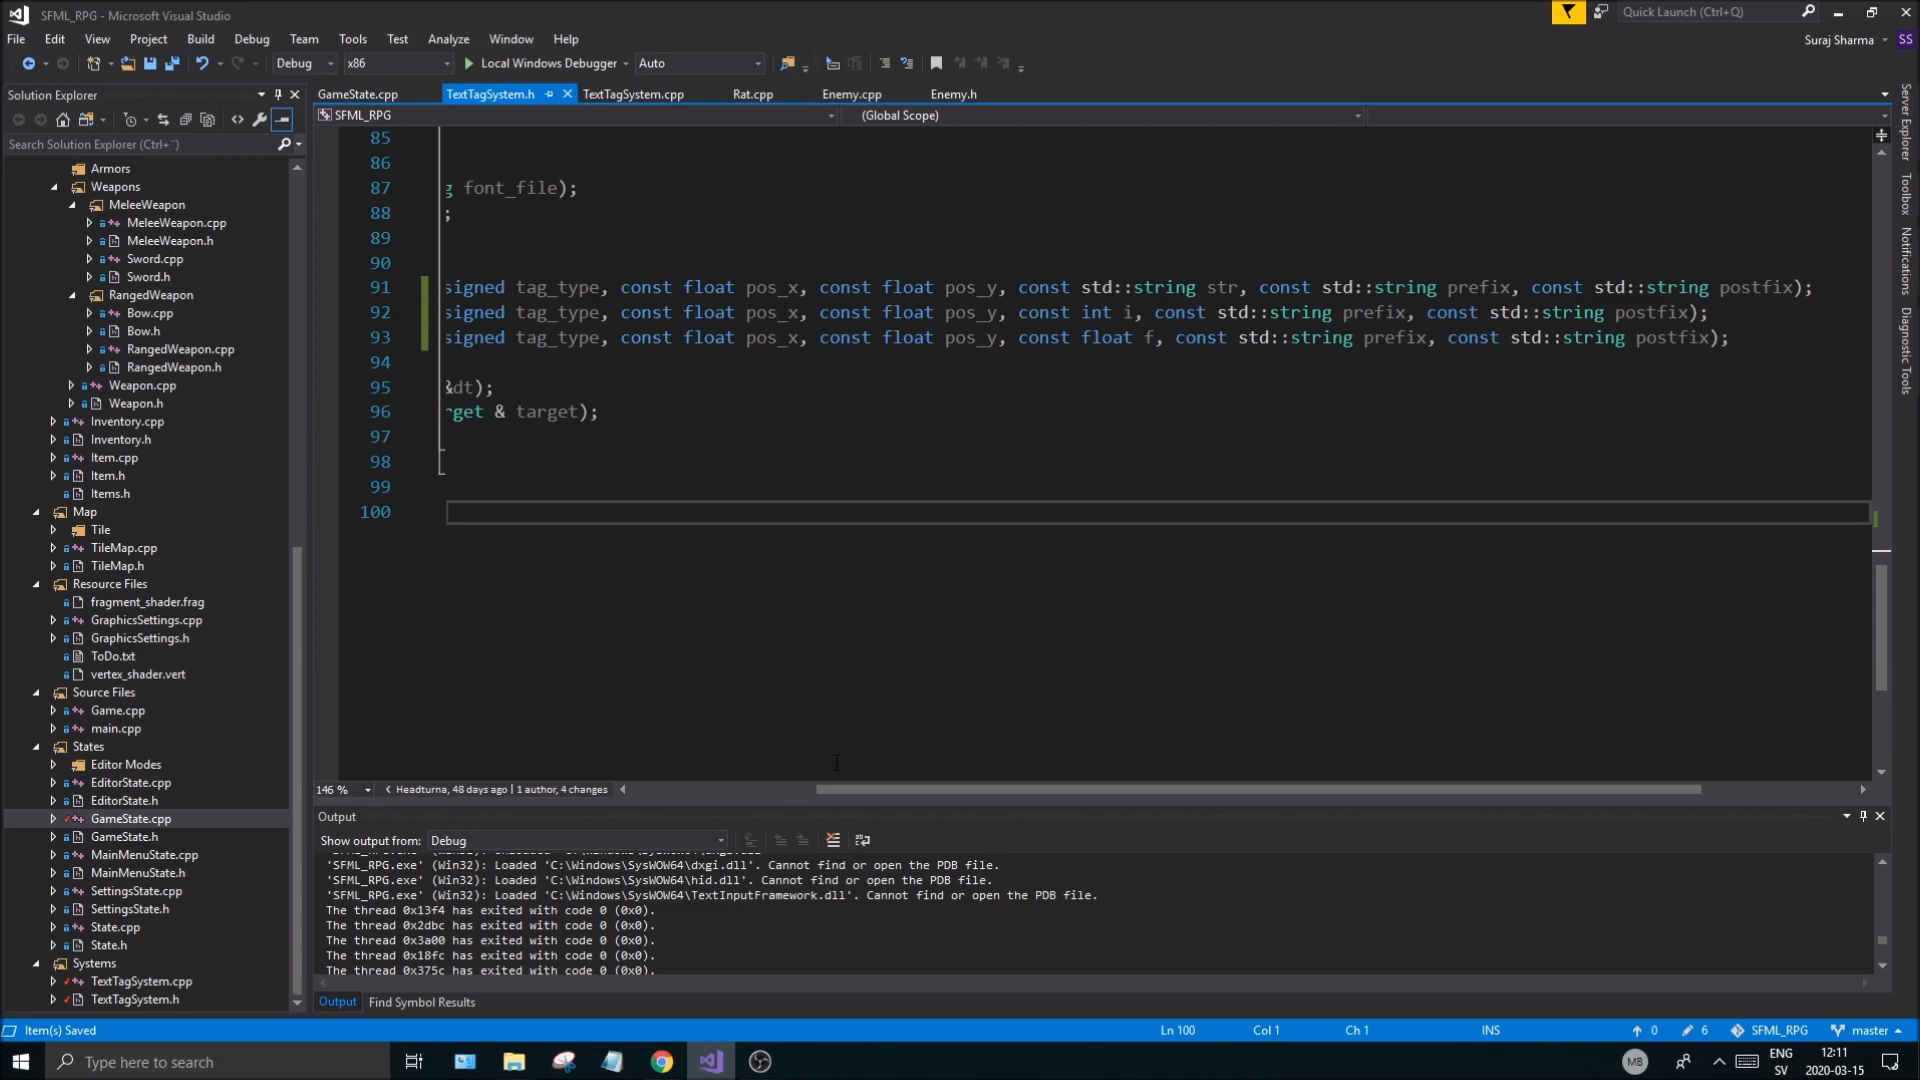 SFML_RPG - Microsoft Visual Studio
Quick Launch (Ctrl+Q)
File Edit View Project Build Debug Team Tools Test Analyze Window Help
Suraj Sharma SS
Debug x86 Local Windows Debugger Auto
Solution Explorer
Search Solution Explorer (Ctrl+¨)
Armors
Weapons
MeleeWeapon
MeleeWeapon.cpp
MeleeWeapon.h
Sword.cpp
Sword.h
RangedWeapon
Bow.cpp
Bow.h
RangedWeapon.cpp
RangedWeapon.h
Weapon.cpp
Weapon.h
Inventory.cpp
Inventory.h
Item.cpp
Item.h
Items.h
Map
Tile
TileMap.cpp
TileMap.h
Resource Files
fragment_shader.frag
GraphicsSettings.cpp
GraphicsSettings.h
ToDo.txt
vertex_shader.vert
Source Files
Game.cpp
main.cpp
States
Editor Modes
EditorState.cpp
EditorState.h
GameState.cpp
GameState.h
MainMenuState.cpp
MainMenuState.h
SettingsState.cpp
SettingsState.h
State.cpp
State.h
Systems
TextTagSystem.cpp
TextTagSystem.h
GameState.cpp TextTagSystem.h TextTagSystem.cpp Rat.cpp Enemy.cpp Enemy.h
SFML_RPG (Global Scope)
85
86
87 g font_file);
88 ;
89
90
91 signed tag_type, const float pos_x, const float pos_y, const std::string str, const std::string prefix, const std::string postfix);
92 signed tag_type, const float pos_x, const float pos_y, const int i, const std::string prefix, const std::string postfix);
93 signed tag_type, const float pos_x, const float pos_y, const float f, const std::string prefix, const std::string postfix);
94
95 &dt);
96 rget & target);
97
98
99
100
146 % Headturna, 48 days ago | 1 author, 4 changes
Output
Show output from: Debug
'SFML_RPG.exe' (Win32): Loaded 'C:\Windows\SysWOW64\dxgi.dll'. Cannot find or open the PDB file.
'SFML_RPG.exe' (Win32): Loaded 'C:\Windows\SysWOW64\hid.dll'. Cannot find or open the PDB file.
'SFML_RPG.exe' (Win32): Loaded 'C:\Windows\SysWOW64\TextInputFramework.dll'. Cannot find or open the PDB file.
The thread 0x13f4 has exited with code 0 (0x0).
The thread 0x2dbc has exited with code 0 (0x0).
The thread 0x3a00 has exited with code 0 (0x0).
The thread 0x18fc has exited with code 0 (0x0).
The thread 0x375c has exited with code 0 (0x0).
Output Find Symbol Results
Server Explorer
Toolbox
Notifications
Diagnostic Tools
Item(s) Saved Ln 100 Col 1 Ch 1 INS 0 6 SFML_RPG master
Type here to search
MB
ENG
SV
12:11
2020-03-15